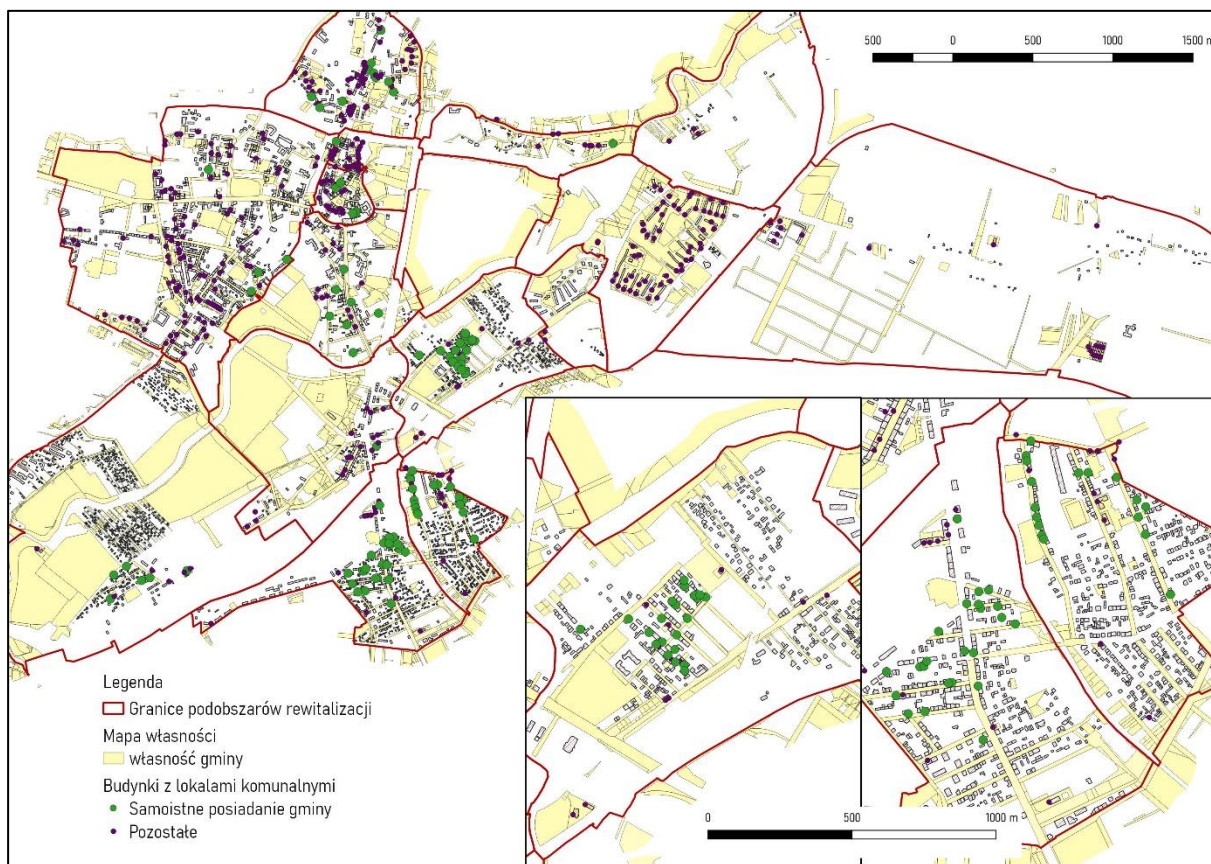 500 0 500 1000 1500 m
Legenda
Granice podobszarów rewitalizacji
Mapa własności
własność gminy
Budynki z lokalami komunalnymi
Samoistne posiadanie gminy
Pozostałe
0 500 1000 m